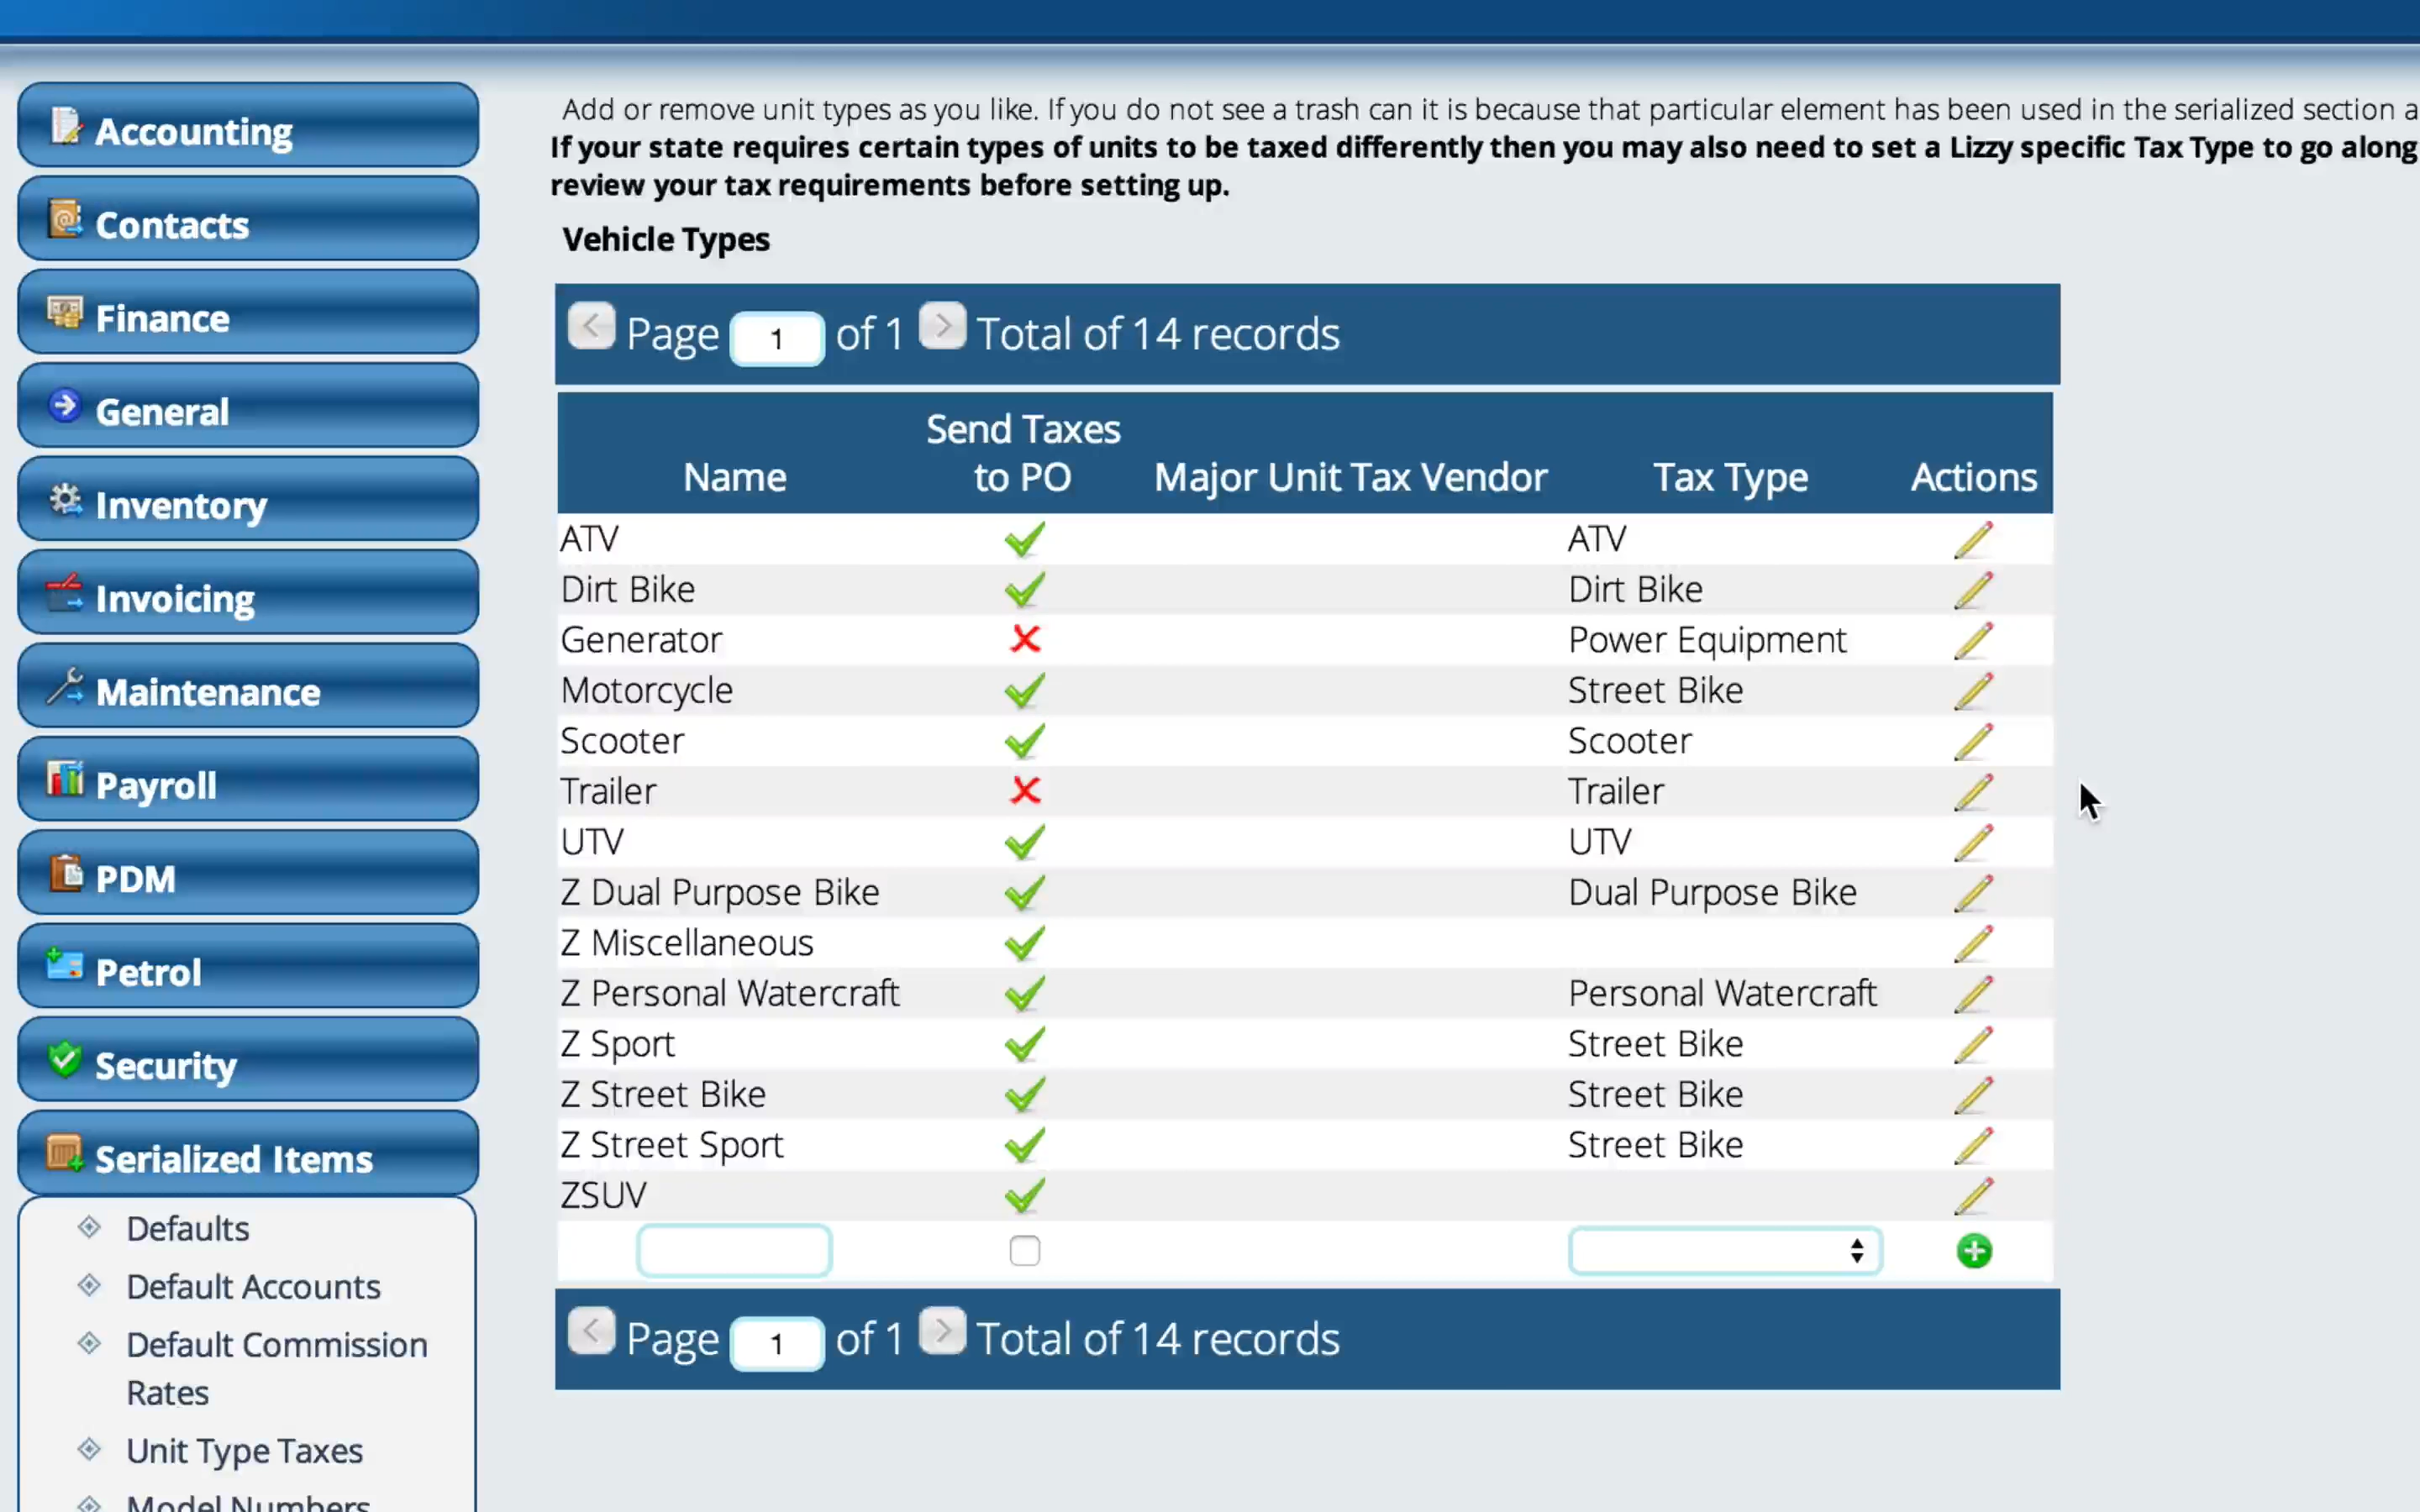 Accounting
Contacts
Finance
General
Inventory
Invoicing
Maintenance
Payroll
PDM
Petrol
Security
Serialized Items
Defaults
Default Accounts
Default Commission
Rates
Unit Type Taxes
Model Numbers
Add or remove unit types as you like. If you do not see a trash can it is because that particular element has been used in the serialized section a
If your state requires certain types of units to be taxed differently then you may also need to set a Lizzy specific Tax Type to go along
review your tax requirements before setting up.
Vehicle Types
Page 1 of 1 Total of 14 records
Name Send Taxes to PO Major Unit Tax Vendor Tax Type Actions
ATV ATV
Dirt Bike Dirt Bike
Generator Power Equipment
Motorcycle Street Bike
Scooter Scooter
Trailer Trailer
UTV UTV
Z Dual Purpose Bike Dual Purpose Bike
Z Miscellaneous
Z Personal Watercraft Personal Watercraft
Z Sport Street Bike
Z Street Bike Street Bike
Z Street Sport Street Bike
ZSUV
Page 1 of 1 Total of 14 records